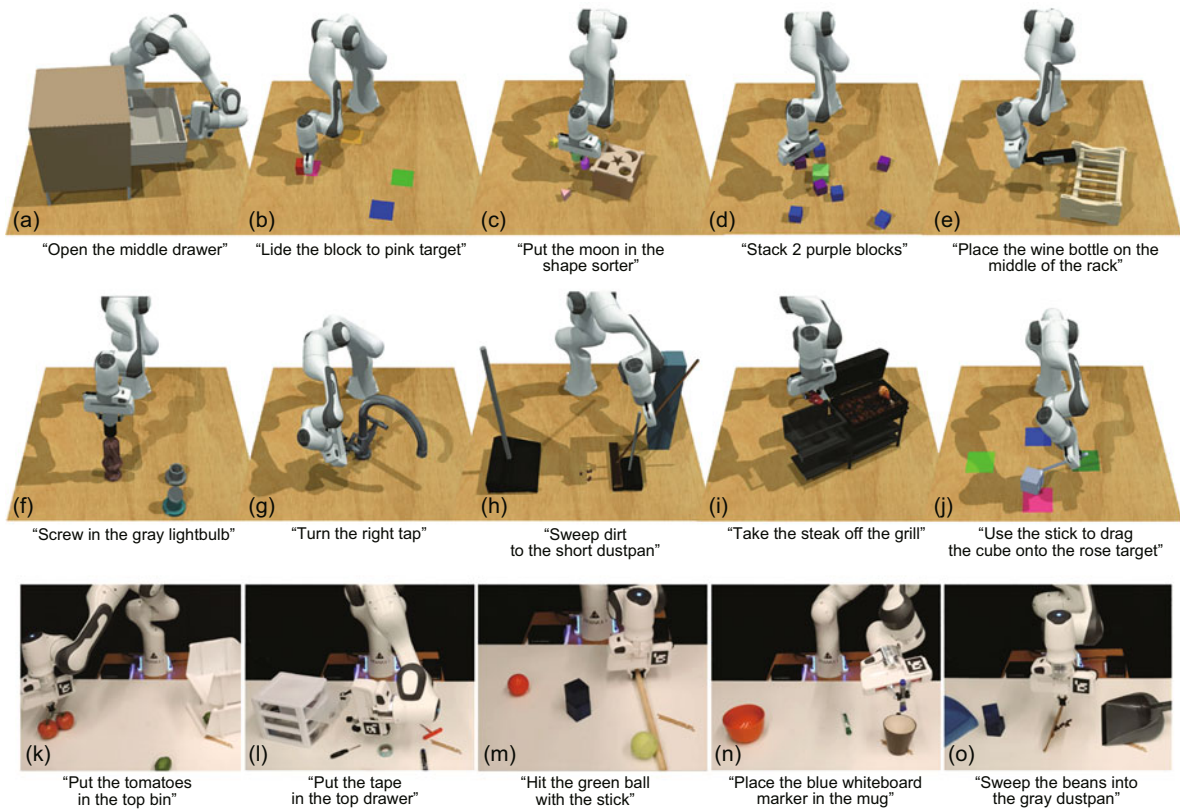 (a)
(b)
(c)
(d)
(e)
"Open the middle drawer"
"Lide the block to pink target"
"Put the moon in the
shape sorter"
"Stack 2 purple blocks"
"Place the wine bottle on the
middle of the rack"
(f)
(g)
(h)
(i)
(j)
"Screw in the gray lightbulb"
"Turn the right tap"
"Sweep dirt
to the short dustpan"
"Take the steak off the grill"
"Use the stick to drag
the cube onto the rose target"
(k)
(l)
(m)
(n)
(o)
"Put the tomatoes
in the top bin"
"Put the tape
in the top drawer"
"Hit the green ball
with the stick"
"Place the blue whiteboard
marker in the mug"
"Sweep the beans into
the gray dustpan"